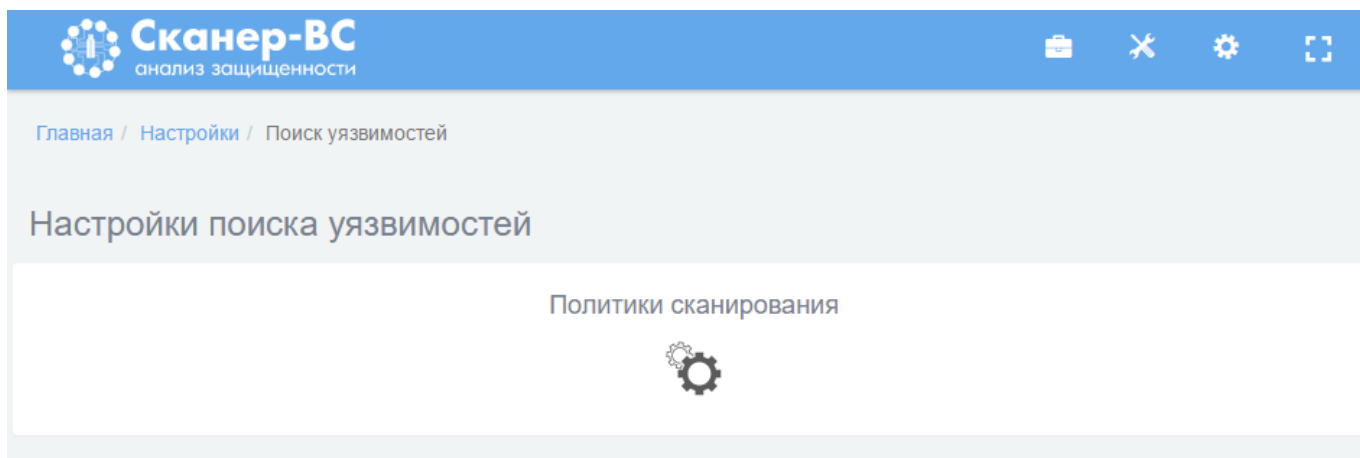 Сканер-ВС
анализ защищенности
Главная / Настройки / Поиск уязвимостей
Настройки поиска уязвимостей
Политики сканирования